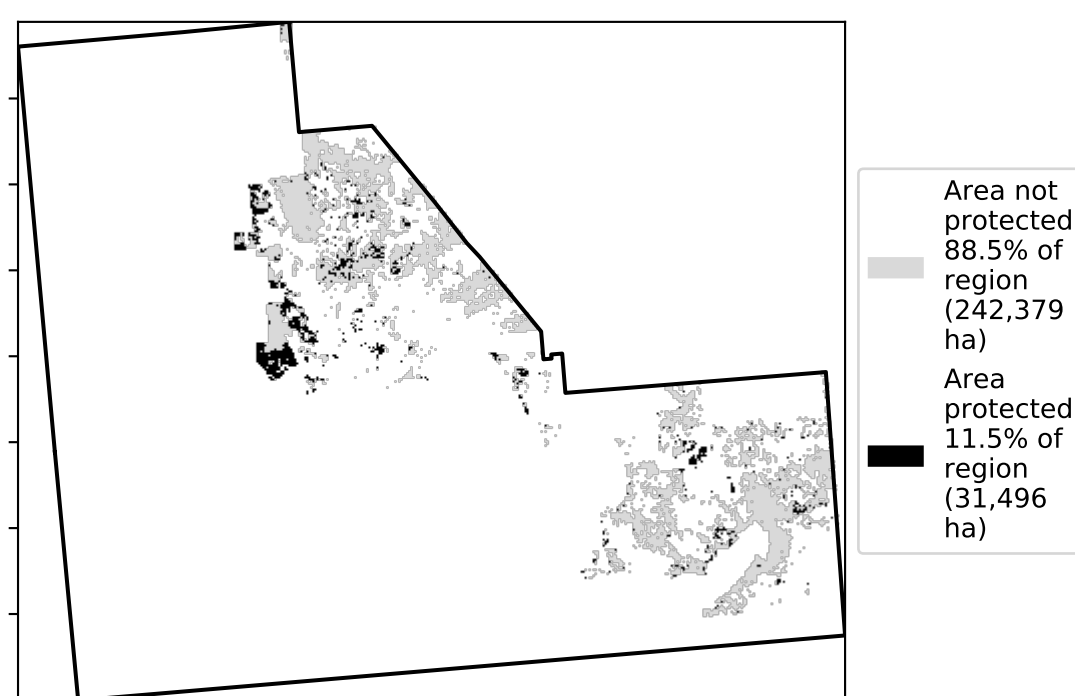 Area not
protected
88.5% of
region
(242,379
ha)
Area
protected
11.5% of
region
(31,496
ha)